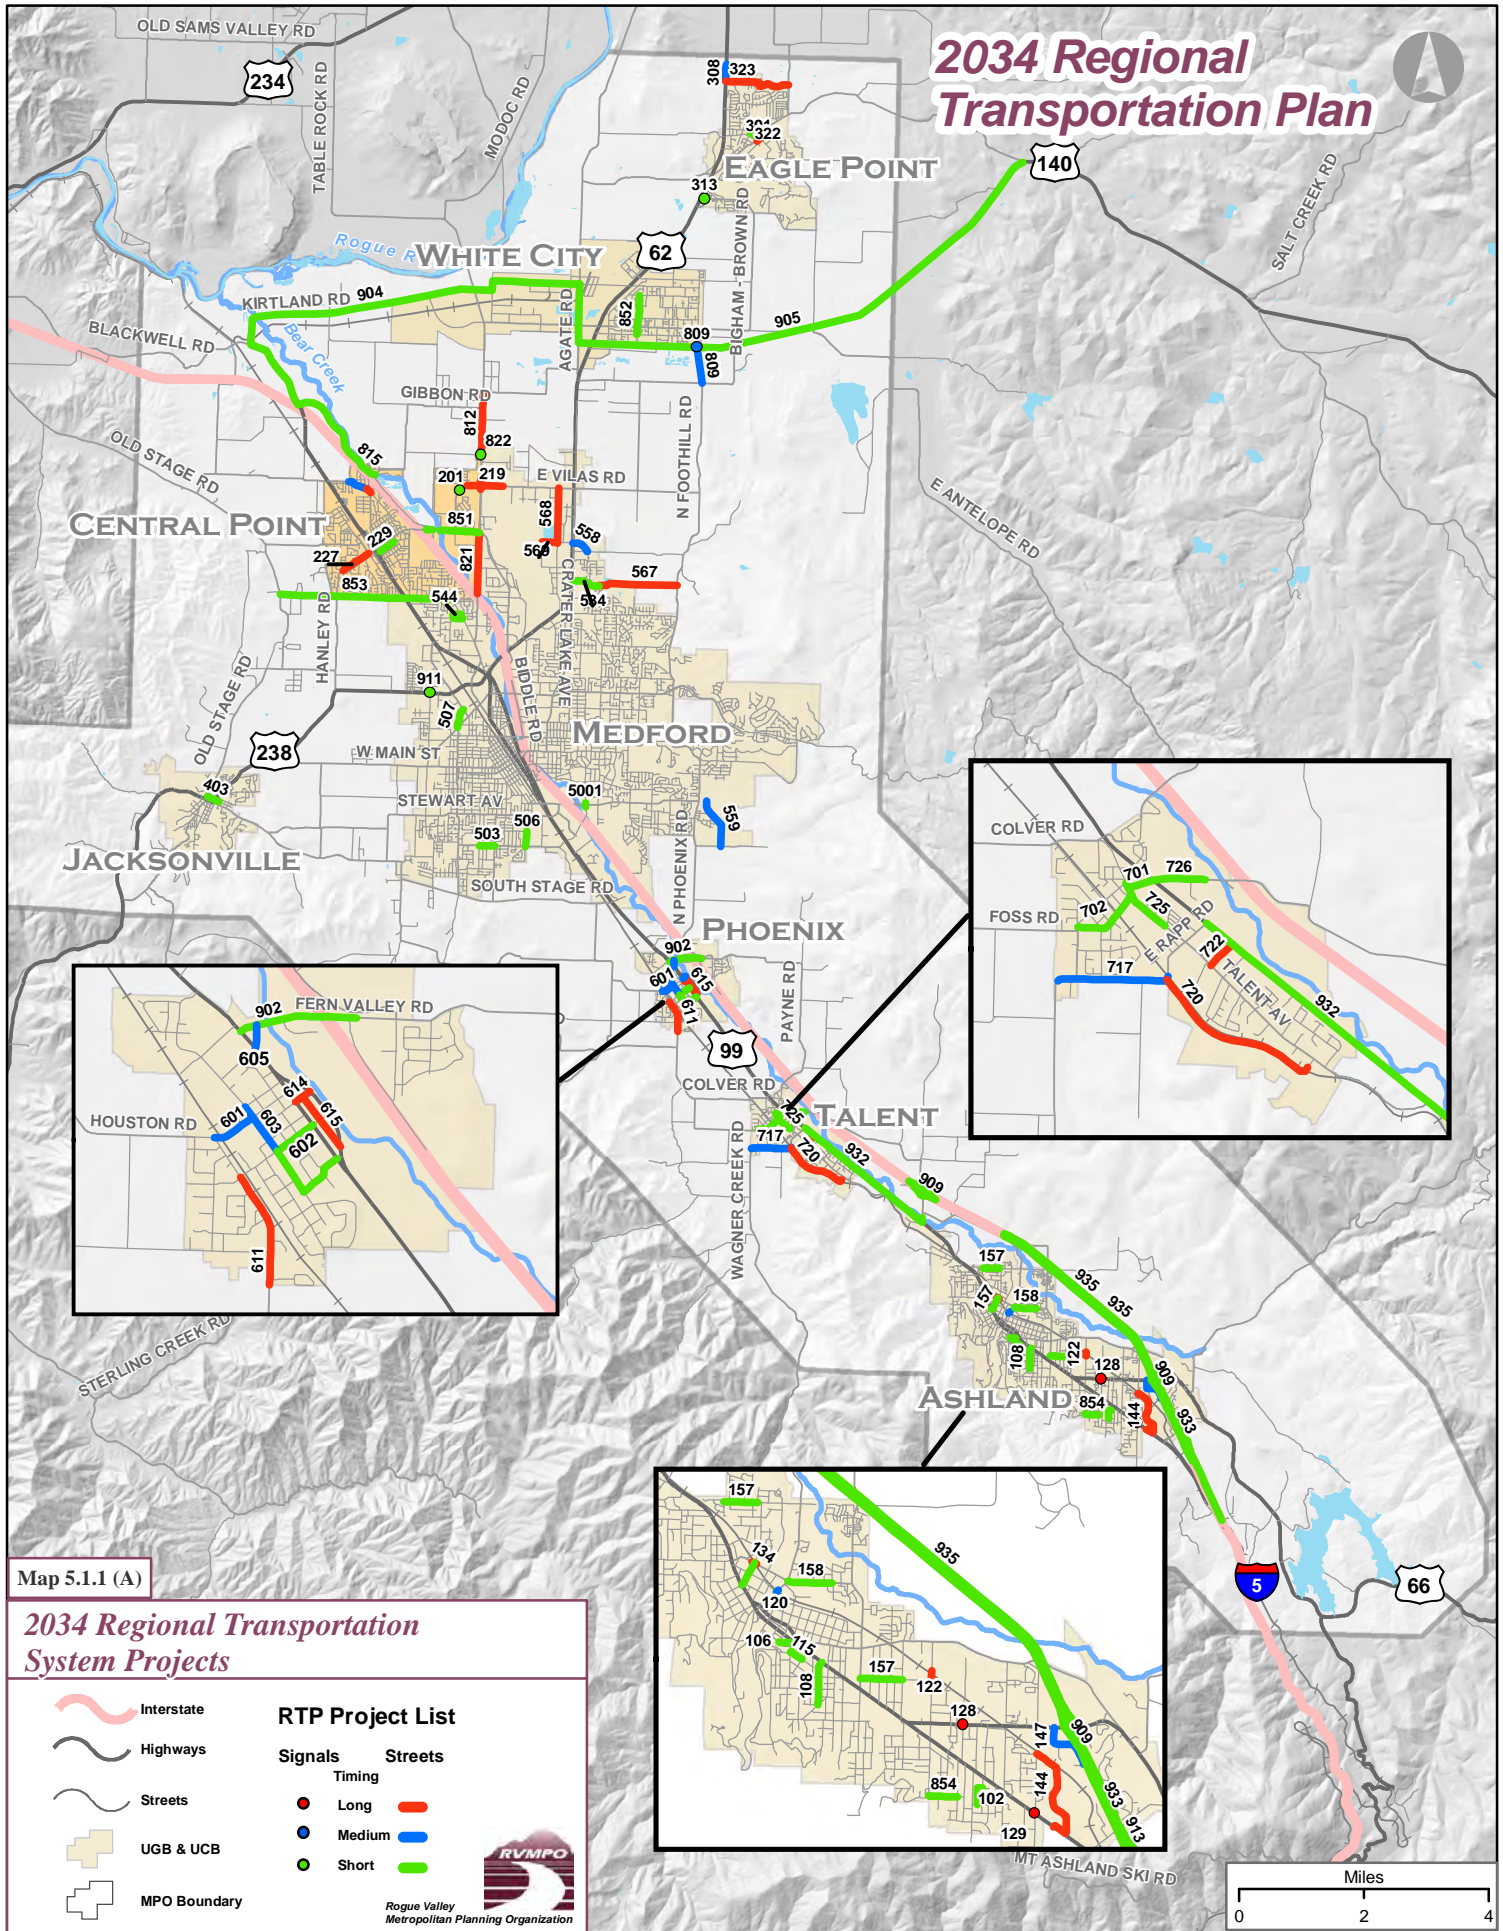 2034 Regional
Transportation Plan
OLD SAMS VALLEY RD
234
TABLE ROCK RD
MODOC RD
308
323
322
EAGLE POINT
313
140
SALT CREEK RD
BIGHAM - BROWN RD
Rogue R
WHITE CITY
62
KIRTLAND RD
904
BLACKWELL RD
Bear Creek
AGATE RD
852
809
905
608
GIBBON RD
812
822
N FOOTHILL RD
OLD STAGE RD
815
201
219
E VILAS RD
E ANTELOPE RD
CENTRAL POINT
851
568
558
229
227
821
569
567
853
544
534
HANLEY RD
CRATER LAKE AVE
OLD STAGE RD
911
BIDDLE RD
507
MEDFORD
238
W MAIN ST
403
STEWART AV
5001
559
503
506
N PHOENIX RD
JACKSONVILLE
SOUTH STAGE RD
PHOENIX
902
601
615
611
PAYNE RD
99
COLVER RD
725
TALENT
717
720
932
WAGNER CREEK RD
909
COLVER RD
701
726
FOSS RD
702
725
E RAPP RD
722
717
TALENT AV
720
932
902
FERN VALLEY RD
605
614
615
HOUSTON RD
601
603
602
611
STERLING CREEK RD
157
935
935
157
158
108
122
128
909
ASHLAND
854
144
933
157
935
134
158
120
106
115
108
157
122
128
147
909
144
854
102
933
129
913
MT ASHLAND SKI RD
5
66
Map 5.1.1 (A)
2034 Regional Transportation
System Projects
Interstate
Highways
Streets
UGB & UCB
MPO Boundary
RTP Project List
Signals Streets
Timing
Long
Medium
Short
RVMPO
Rogue Valley
Metropolitan Planning Organization
Miles
0 2 4